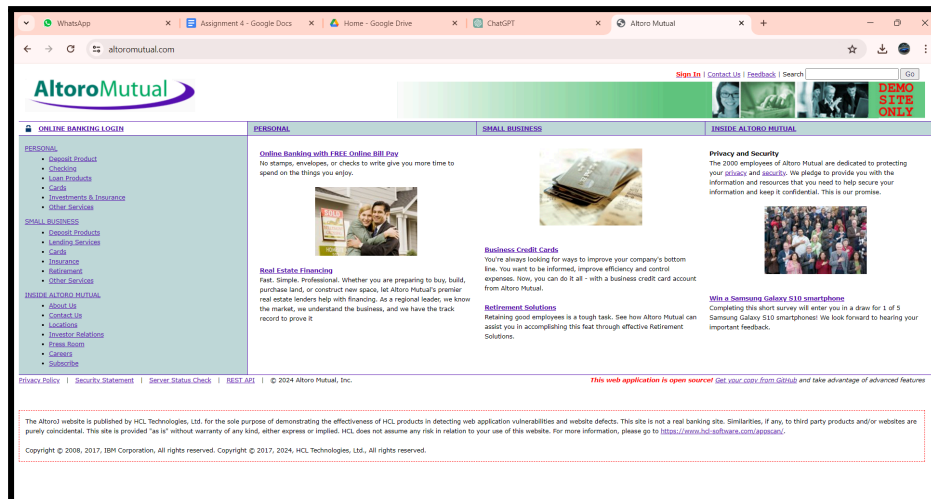 WhatsApp
Assignment 4 - Google Docs
Home - Google Drive
ChatGPT
Altoro Mutual
altoromutual.com
AltoroMutual
Sign In | Contact Us | Feedback | Search
Go
DEMO
SITE
ONLY
ONLINE BANKING LOGIN
PERSONAL
SMALL BUSINESS
INSIDE ALTORO MUTUAL
PERSONAL
Deposit Product
Checking
Loan Products
Cards
Investments & Insurance
Other Services
SMALL BUSINESS
Deposit Products
Lending Services
Cards
Insurance
Retirement
Other Services
INSIDE ALTORO MUTUAL
About Us
Contact Us
Locations
Investor Relations
Press Room
Careers
Subscribe
Online Banking with FREE Online Bill Pay
No stamps, envelopes, or checks to write give you more time to
spend on the things you enjoy.
SOLD
Real Estate Financing
Fast. Simple. Professional. Whether you are preparing to buy, build,
purchase land, or construct new space, let Altoro Mutual's premier
real estate lenders help with financing. As a regional leader, we know
the market, we understand the business, and we have the track
record to prove it
Business Credit Cards
You're always looking for ways to improve your company's bottom
line. You want to be informed, improve efficiency and control
expenses. Now, you can do it all - with a business credit card account
from Altoro Mutual.
Retirement Solutions
Retaining good employees is a tough task. See how Altoro Mutual can
assist you in accomplishing this feat through effective Retirement
Solutions.
Privacy and Security
The 2000 employees of Altoro Mutual are dedicated to protecting
your privacy and security. We pledge to provide you with the
information and resources that you need to help secure your
information and keep it confidential. This is our promise.
Win a Samsung Galaxy S10 smartphone
Completing this short survey will enter you in a draw for 1 of 5
Samsung Galaxy S10 smartphones! We look forward to hearing your
important feedback.
Privacy Policy | Security Statement | Server Status Check | REST API | © 2024 Altoro Mutual, Inc.
This web application is open source! Get your copy from GitHub and take advantage of advanced features
The AltoroJ website is published by HCL Technologies, Ltd. for the sole purpose of demonstrating the effectiveness of HCL products in detecting web application vulnerabilities and website defects. This site is not a real banking site. Similarities, if any, to third party products and/or websites are
purely coincidental. This site is provided "as is" without warranty of any kind, either express or implied. HCL does not assume any risk in relation to your use of this website. For more information, please go to https://www.hcl-software.com/appscan/.
Copyright © 2008, 2017, IBM Corporation, All rights reserved. Copyright © 2017, 2024, HCL Technologies, Ltd., All rights reserved.